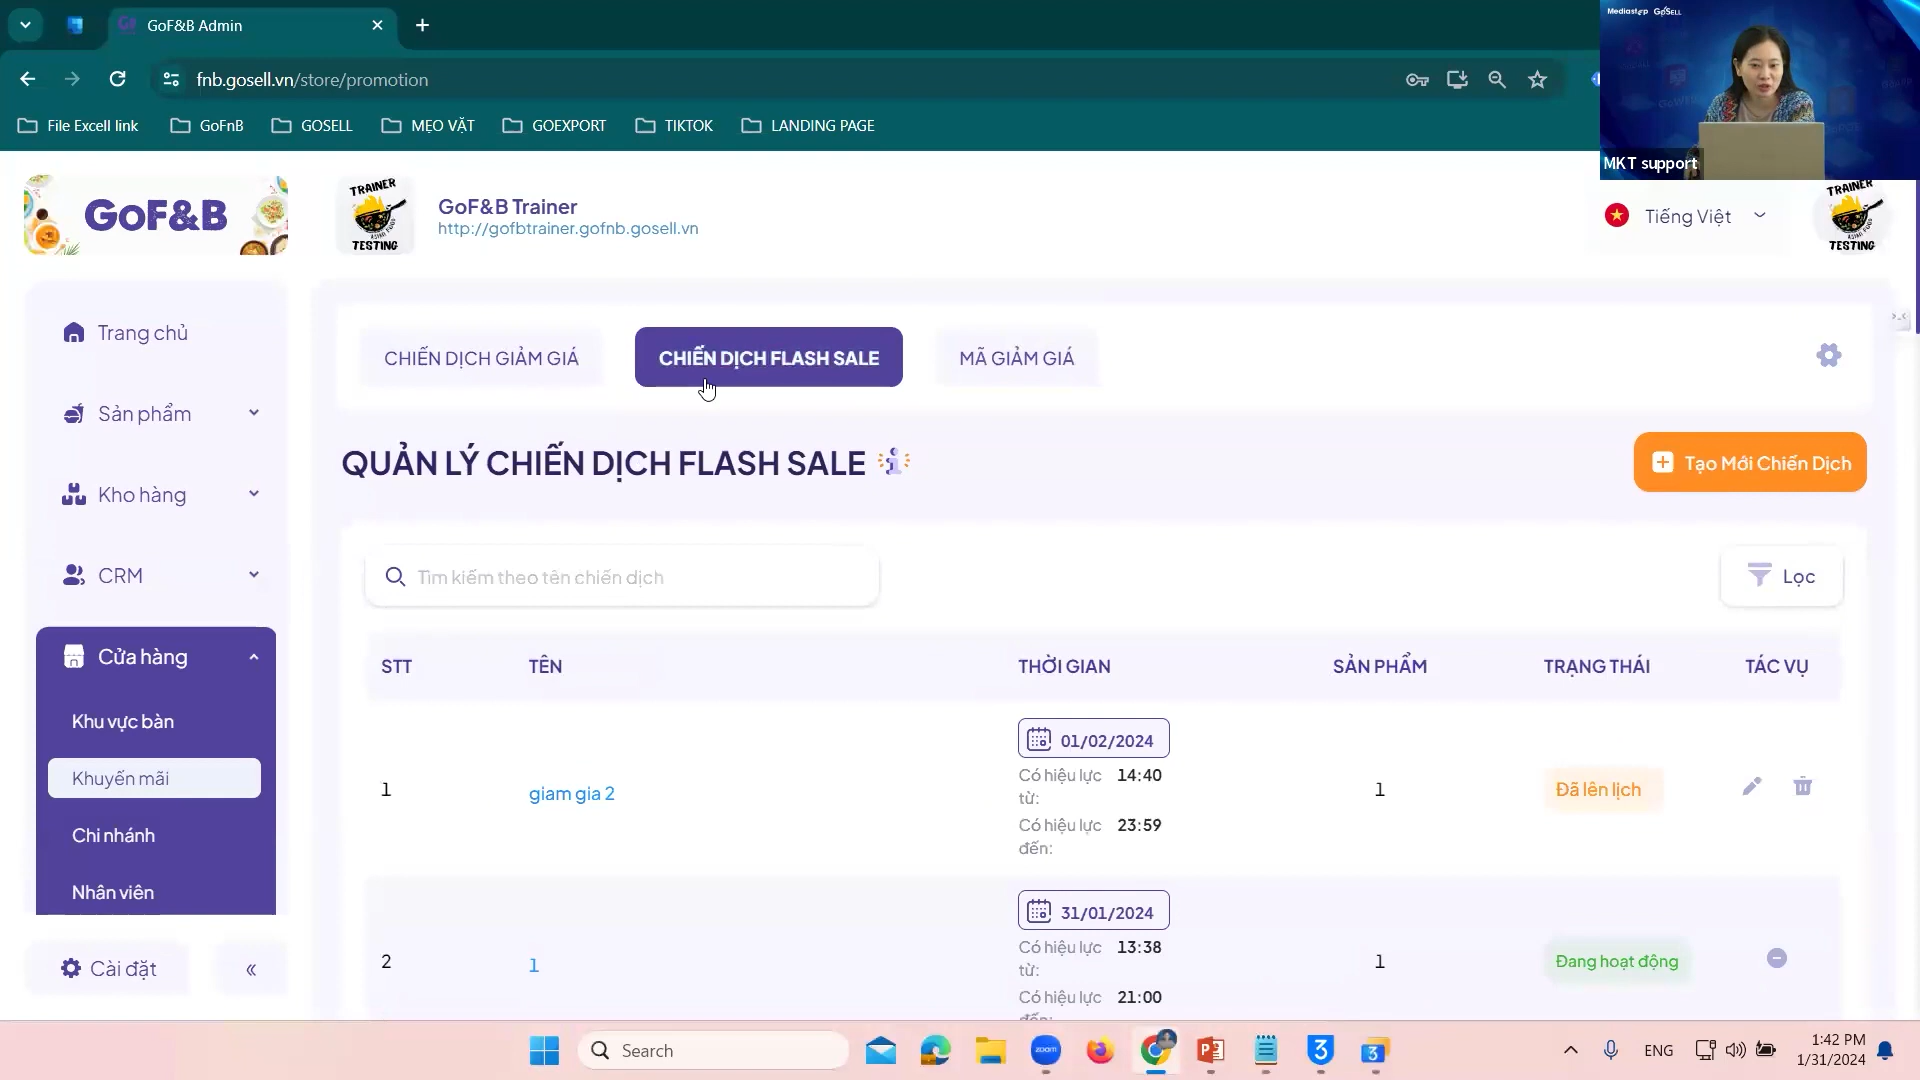 GoF&B Admin
fnb.gosell.vn/store/promotion
File Excell link
GoFnB
GOSELL
MẸO VẶT
GOEXPORT
TIKTOK
LANDING PAGE
Mediastep GoSELL
MKT support
GoF&B
TRAINER
TESTING
GoF&B Trainer
http://gofbtrainer.gofnb.gosell.vn
Tiếng Việt
TRAINER
ASIAN FOOD
TESTING
Trang chủ
Sản phẩm
Kho hàng
CRM
Cửa hàng
Khu vực bàn
Khuyến mãi
Chi nhánh
Nhân viên
Cài đặt
«
CHIẾN DỊCH GIẢM GIÁ
CHIẾN DỊCH FLASH SALE
MÃ GIẢM GIÁ
QUẢN LÝ CHIẾN DỊCH FLASH SALE
Tạo Mới Chiến Dịch
Tìm kiếm theo tên chiến dịch
Lọc
STT TÊN THỜI GIAN SẢN PHẨM TRẠNG THÁI TÁC VỤ
1
giam gia 2
01/02/2024
Có hiệu lực từ: 14:40
Có hiệu lực đến: 23:59
1
Đã lên lịch
2
1
31/01/2024
Có hiệu lực từ: 13:38
Có hiệu lực đến: 21:00
1
Đang hoạt động
Search
zoom
ENG
1:42 PM
1/31/2024